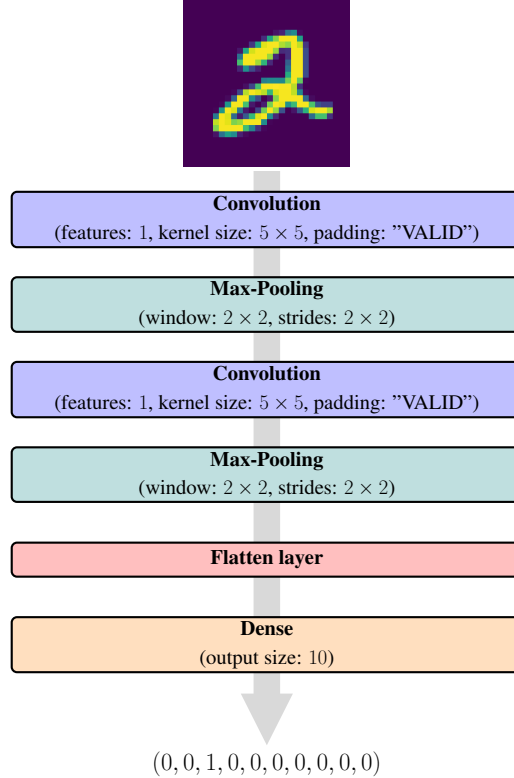 2
Convolution
(features: 1, kernel size: 5 × 5, padding: ”VALID”)
Max-Pooling
(window: 2 × 2, strides: 2 × 2)
Convolution
(features: 1, kernel size: 5 × 5, padding: ”VALID”)
Max-Pooling
(window: 2 × 2, strides: 2 × 2)
Flatten layer
Dense
(output size: 10)
(0, 0, 1, 0, 0, 0, 0, 0, 0, 0)